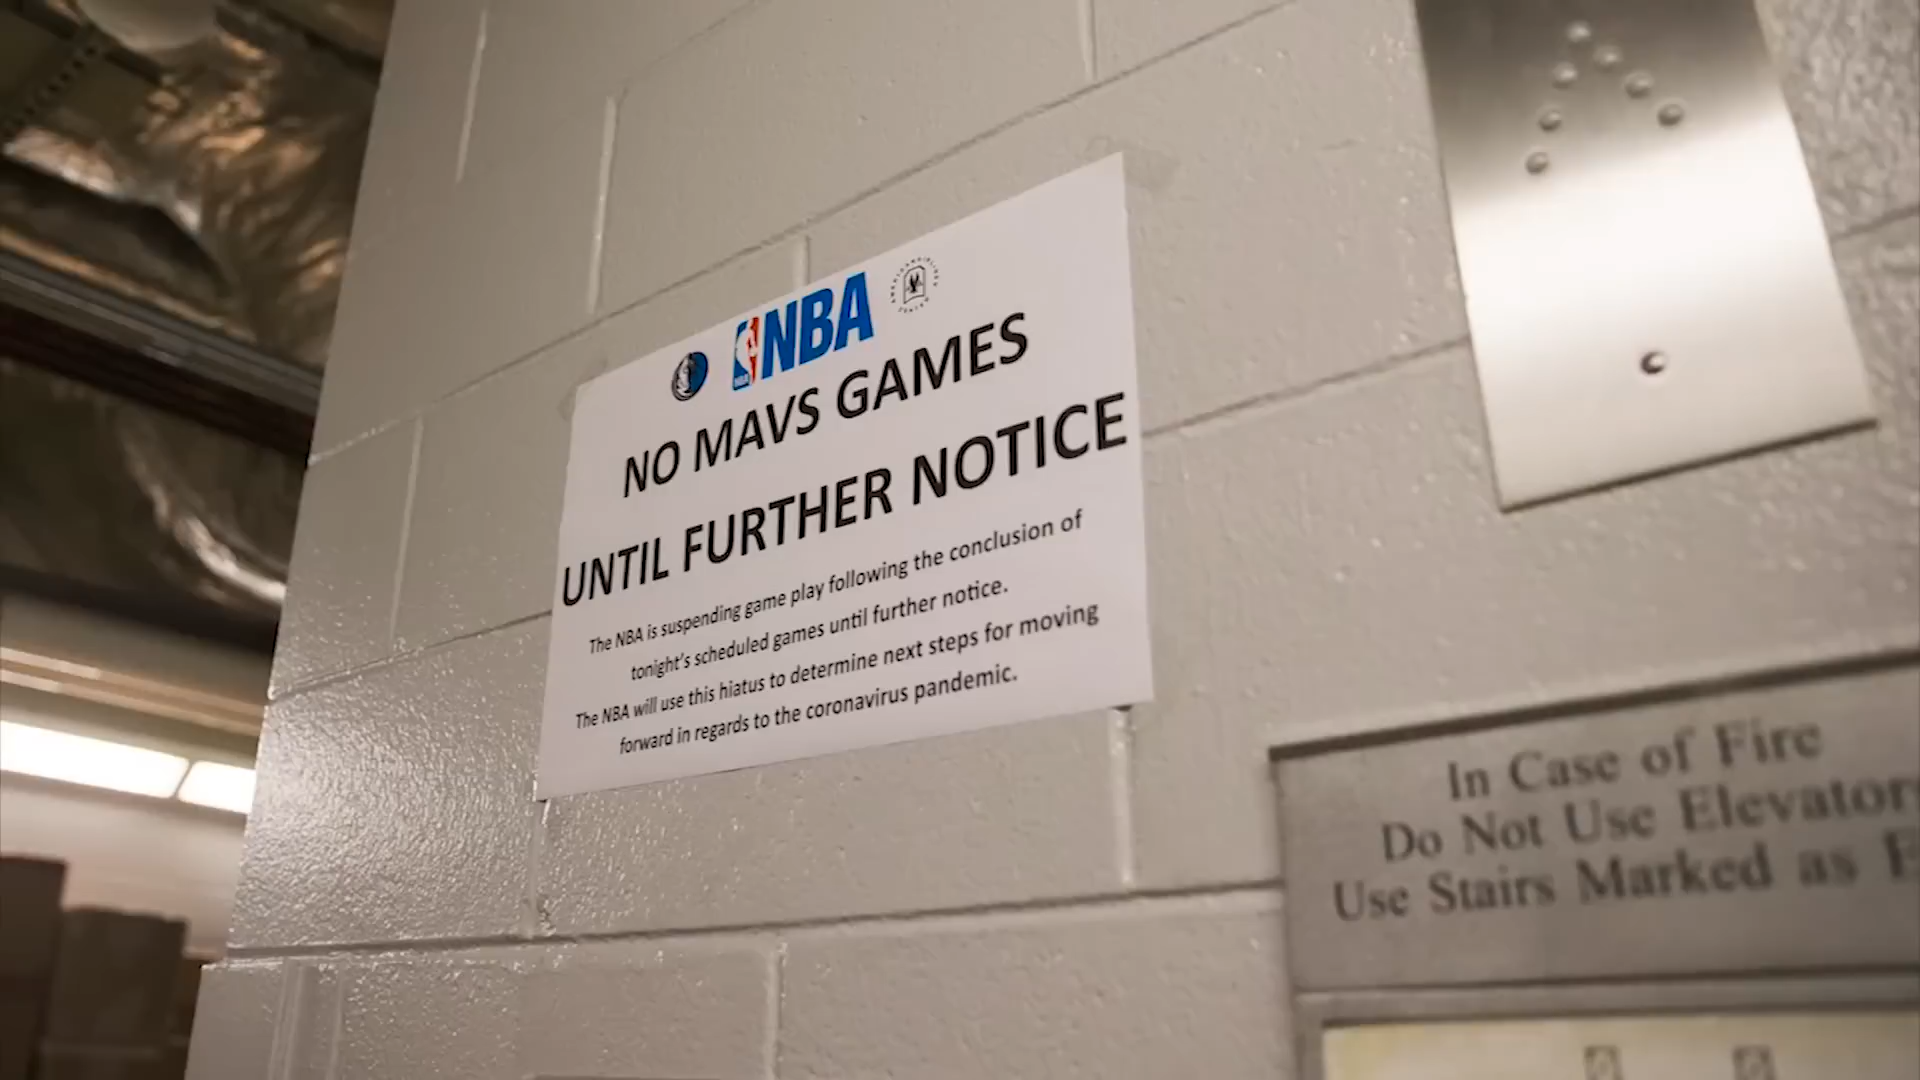 NBA
NO MAVS GAMES
UNTIL FURTHER NOTICE
The NBA is suspending game play following the conclusion of
tonight's scheduled games until further notice.
The NBA will use this hiatus to determine next steps for moving
forward in regards to the coronavirus pandemic.
In Case of Fire
Do Not Use Elevators
Use Stairs Marked as